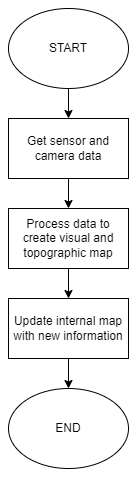 START
Get sensor and
camera data
Process data to
create visual and
topographic map
Update internal map
with new information
END